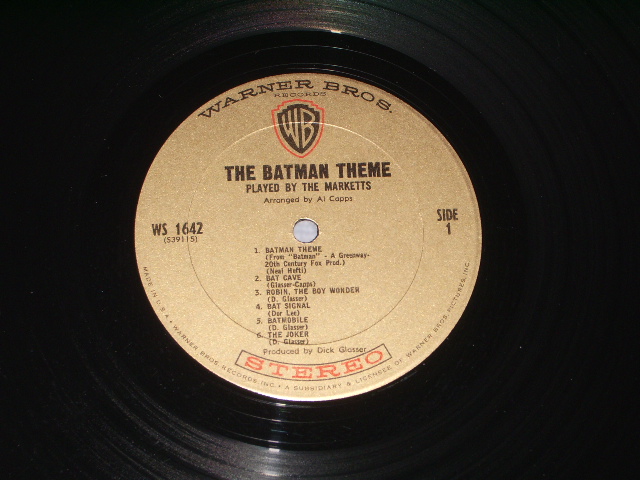 WARNER BROS.
RECORDS
WB
THE BATMAN THEME
PLAYED BY THE MARKETTS
Arranged by Al Capps
WS 1642
(S39115)
SIDE
1
1. BATMAN THEME
(From "Batman" - A Greenway-
20th Century Fox Prod.)
(Neal Hefti)
2. BAT CAVE
(Glasser-Capps)
3. ROBIN, THE BOY WONDER
(D. Glasser)
4. BAT SIGNAL
(Dor Lee)
5. BATMOBILE
(D. Glasser)
6. THE JOKER
(D. Glasser)
Produced by Dick Glasser
STEREO
MADE IN U.S.A. • WARNER BROS. RECORDS, INC. • A SUBSIDIARY & LICENSEE OF WARNER BROS. PICTURES, INC.